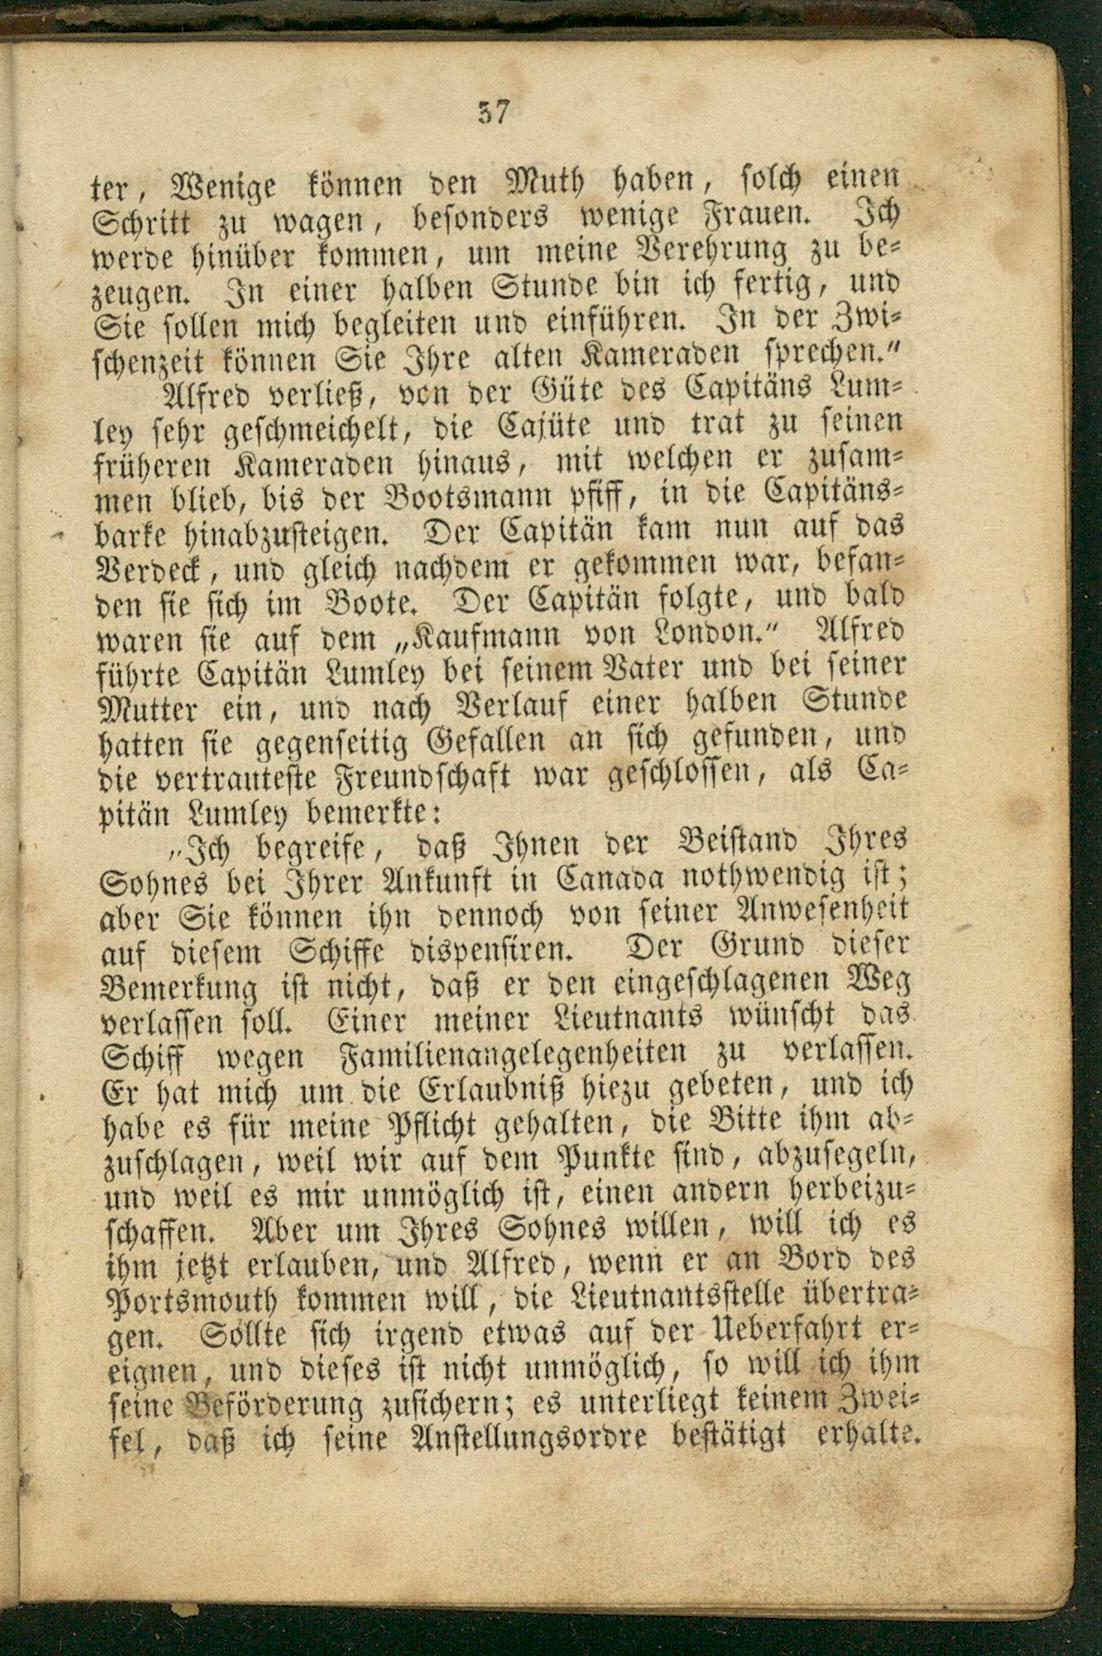 37
ter, Wenige können den Muth haben, solch einen
Schritt zu wagen, besonders wenige Frauen. Ich
werde hinüber kommen, um meine Verehrung zu be-
zeugen. In einer halben Stunde bin ich fertig, und
Sie sollen mich begleiten und einführen. In der Zwi-
schenzeit können Sie Ihre alten Kameraden sprechen.“
Alfred verließ, von der Güte des Capitäns Lum-
ley sehr geschmeichelt, die Cajüte und trat zu seinen
früheren Kameraden hinaus, mit welchen er zusam-
men blieb, bis der Bootsmann pfiff, in die Capitäns-
barke hinabzusteigen. Der Capitän kam nun auf das
Verdeck, und gleich nachdem er gekommen war, befan-
den sie sich im Boote. Der Capitän folgte, und bald
waren sie auf dem „Kaufmann von London.“ Alfred
führte Capitän Lumley bei seinem Vater und bei seiner
Mutter ein, und nach Verlauf einer halben Stunde
hatten sie gegenseitig Gefallen an sich gefunden, und
die vertrauteste Freundschaft war geschlossen, als Ca-
pitän Lumley bemerkte:
„Ich begreife, daß Ihnen der Beistand Ihres
Sohnes bei Ihrer Ankunft in Canada nothwendig ist;
aber Sie können ihn dennoch von seiner Anwesenheit
auf diesem Schiffe dispensiren. Der Grund dieser
Bemerkung ist nicht, daß er den eingeschlagenen Weg
verlassen soll. Einer meiner Lieutnants wünscht das
Schiff wegen Familienangelegenheiten zu verlassen.
Er hat mich um die Erlaubniß hiezu gebeten, und ich
habe es für meine Pflicht gehalten, die Bitte ihm ab-
zuschlagen, weil wir auf dem Punkte sind, abzusegeln,
und weil es mir unmöglich ist, einen andern herbeizu-
schaffen. Aber um Ihres Sohnes willen, will ich es
ihm jetzt erlauben, und Alfred, wenn er an Bord des
Portsmouth kommen will, die Lieutnantsstelle übertra-
gen. Sollte sich irgend etwas auf der Ueberfahrt er-
eignen, und dieses ist nicht unmöglich, so will ich ihm
seine Beförderung zusichern; es unterliegt keinem Zwei-
fel, daß ich seine Anstellungsordre bestätigt erhalte.